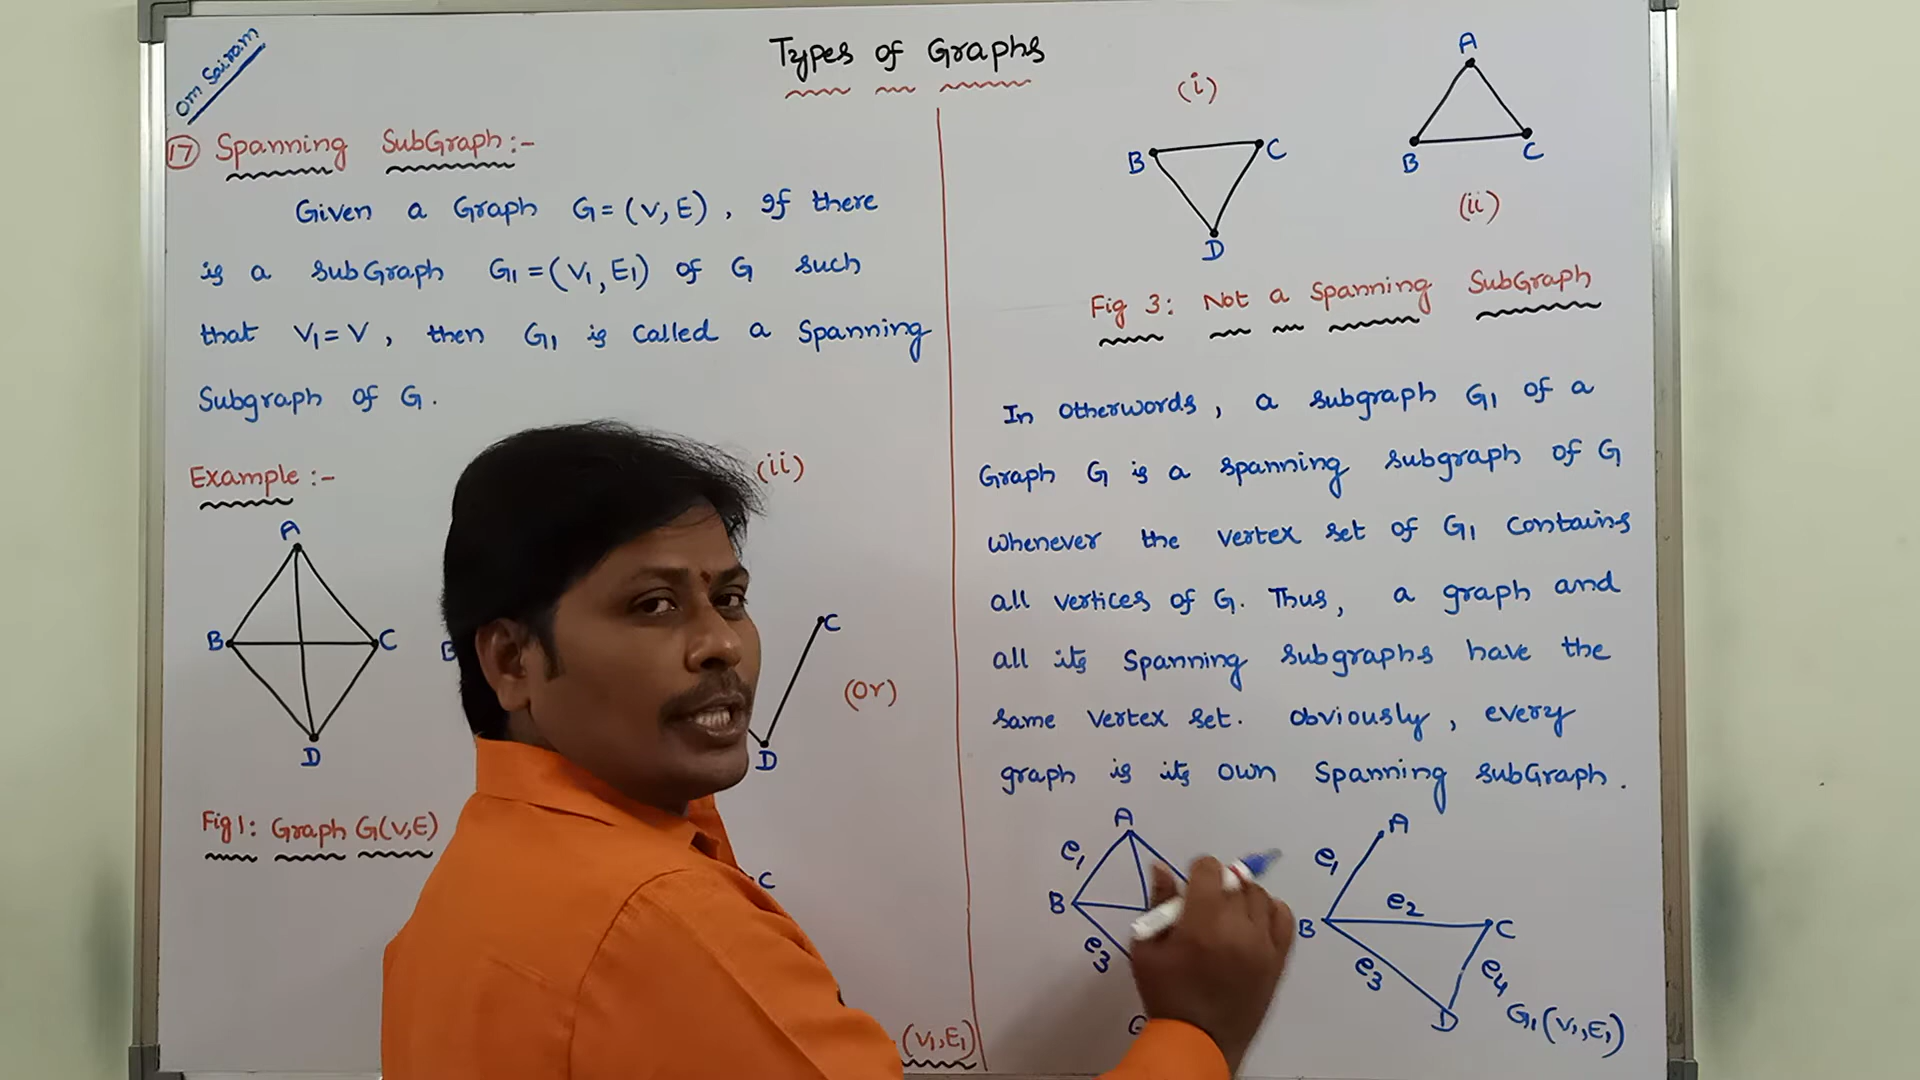 Om Sairam
Types of Graphs
17 Spanning SubGraph:-
Given a Graph G=(V,E), If there
is a subGraph G1=(V1,E1) of G such
that V1=V, then G1 is called a Spanning
Subgraph of G.
Example:-
(ii)
A
B
C
D
B
C
D
(or)
Fig 1: Graph G(V,E)
C
(V1,E1)
(i)
B
C
D
A
B
C
(ii)
Fig 3: Not a Spanning SubGraph
In otherwords, a subgraph G1 of a
Graph G is a spanning subgraph of G
whenever the vertex set of G1 contains
all vertices of G. Thus, a graph and
all its Spanning subgraphs have the
same vertex set. Obviously, every
graph is its own Spanning subGraph.
A
e1
B
e3
G
A
e1
B
e2
C
e3
e4
D
G1(V1,E1)